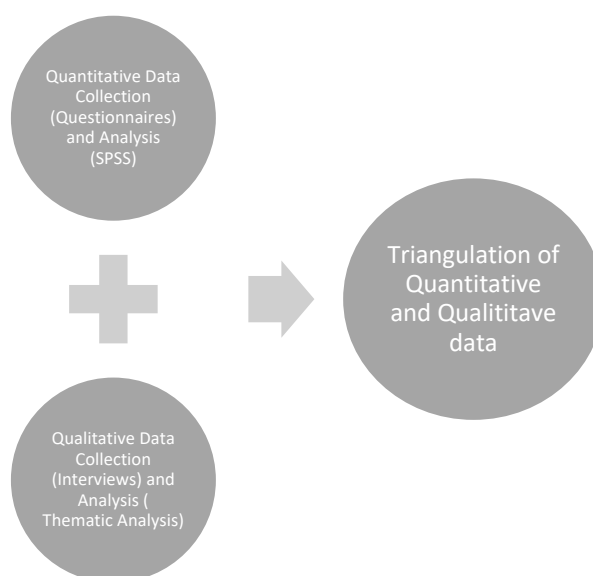 Quantitative Data
Collection
(Questionnaires)
and Analysis
(SPSS)
Triangulation of
Quantitative
and Qualititave
data
Qualitative Data
Collection
(Interviews) and
Analysis (
Thematic Analysis)